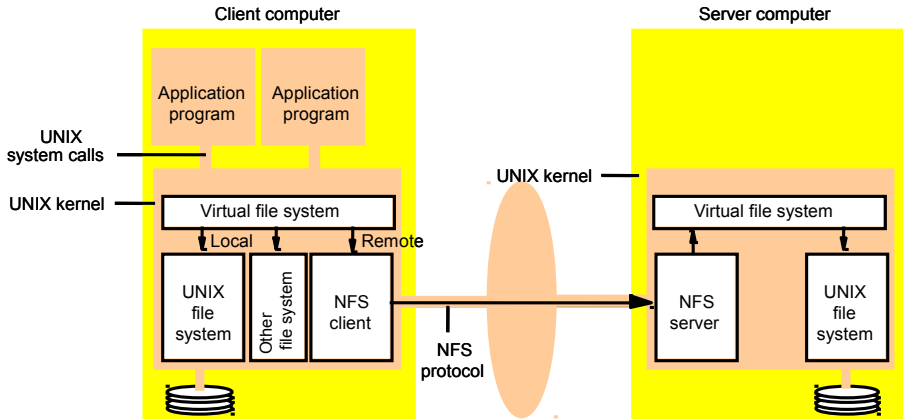 Client computer
Server computer
Application
program
Application
program
UNIX
system calls
UNIX kernel
UNIX kernel
Virtual file system
Virtual file system
Local
Remote
UNIX
file
system
Other
file system
NFS
client
NFS
server
UNIX
file
system
NFS
protocol